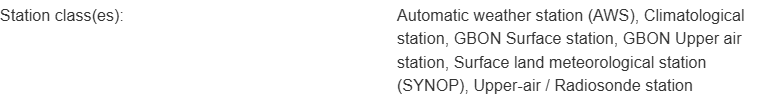 Station class(es): Automatic weather station (AWS), Climatological
station, GBON Surface station, GBON Upper air
station, Surface land meteorological station
(SYNOP), Upper-air / Radiosonde station